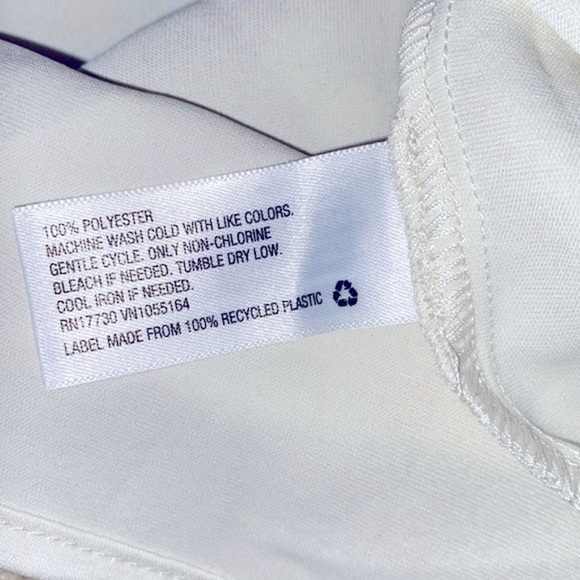 100% POLYESTER
MACHINE WASH COLD WITH LIKE COLORS.
GENTLE CYCLE. ONLY NON-CHLORINE
BLEACH IF NEEDED. TUMBLE DRY LOW.
COOL IRON IF NEEDED.
RN17730 VN1055164
LABEL MADE FROM 100% RECYCLED PLASTIC